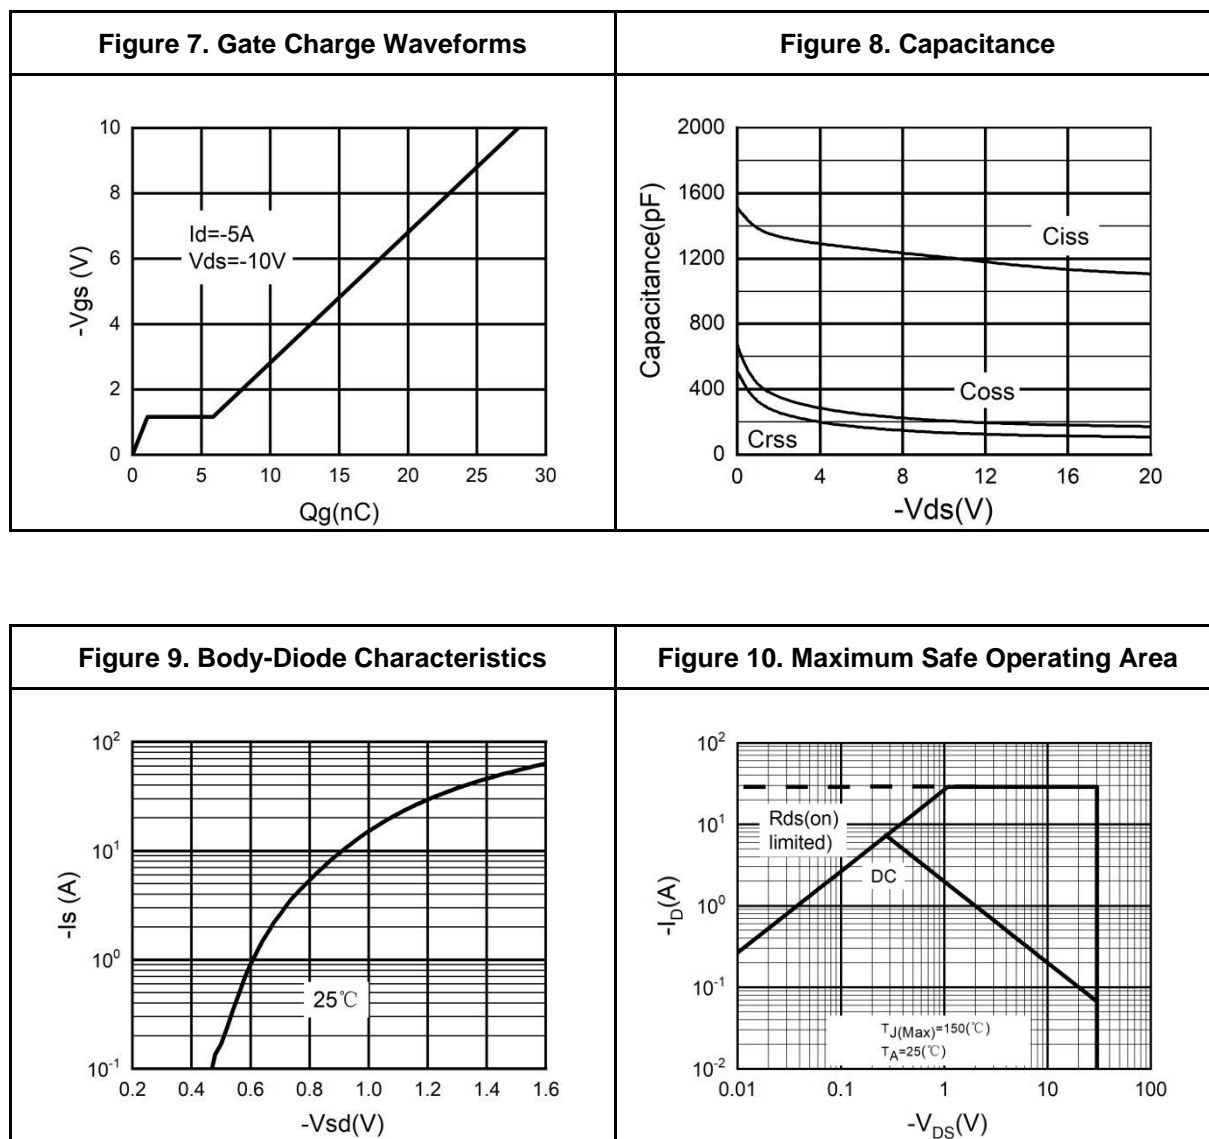 Figure 7. Gate Charge Waveforms
Figure 8. Capacitance
10
8
6
4
2
0
-Vgs (V)
Id=-5A
Vds=-10V
0 5 10 15 20 25 30
Qg(nC)
2000
1600
1200
800
400
0
Capacitance(pF)
Ciss
Coss
Crss
0 4 8 12 16 20
-Vds(V)
Figure 9. Body-Diode Characteristics
Figure 10. Maximum Safe Operating Area
10²
10¹
10⁰
10⁻¹
-Is (A)
25℃
0.2 0.4 0.6 0.8 1.0 1.2 1.4 1.6
-Vsd(V)
10²
10¹
10⁰
10⁻¹
10⁻²
-I_D(A)
Rds(on)
limited)
DC
T_J(Max)=150(℃)
T_A=25(℃)
0.01 0.1 1 10 100
-V_DS(V)